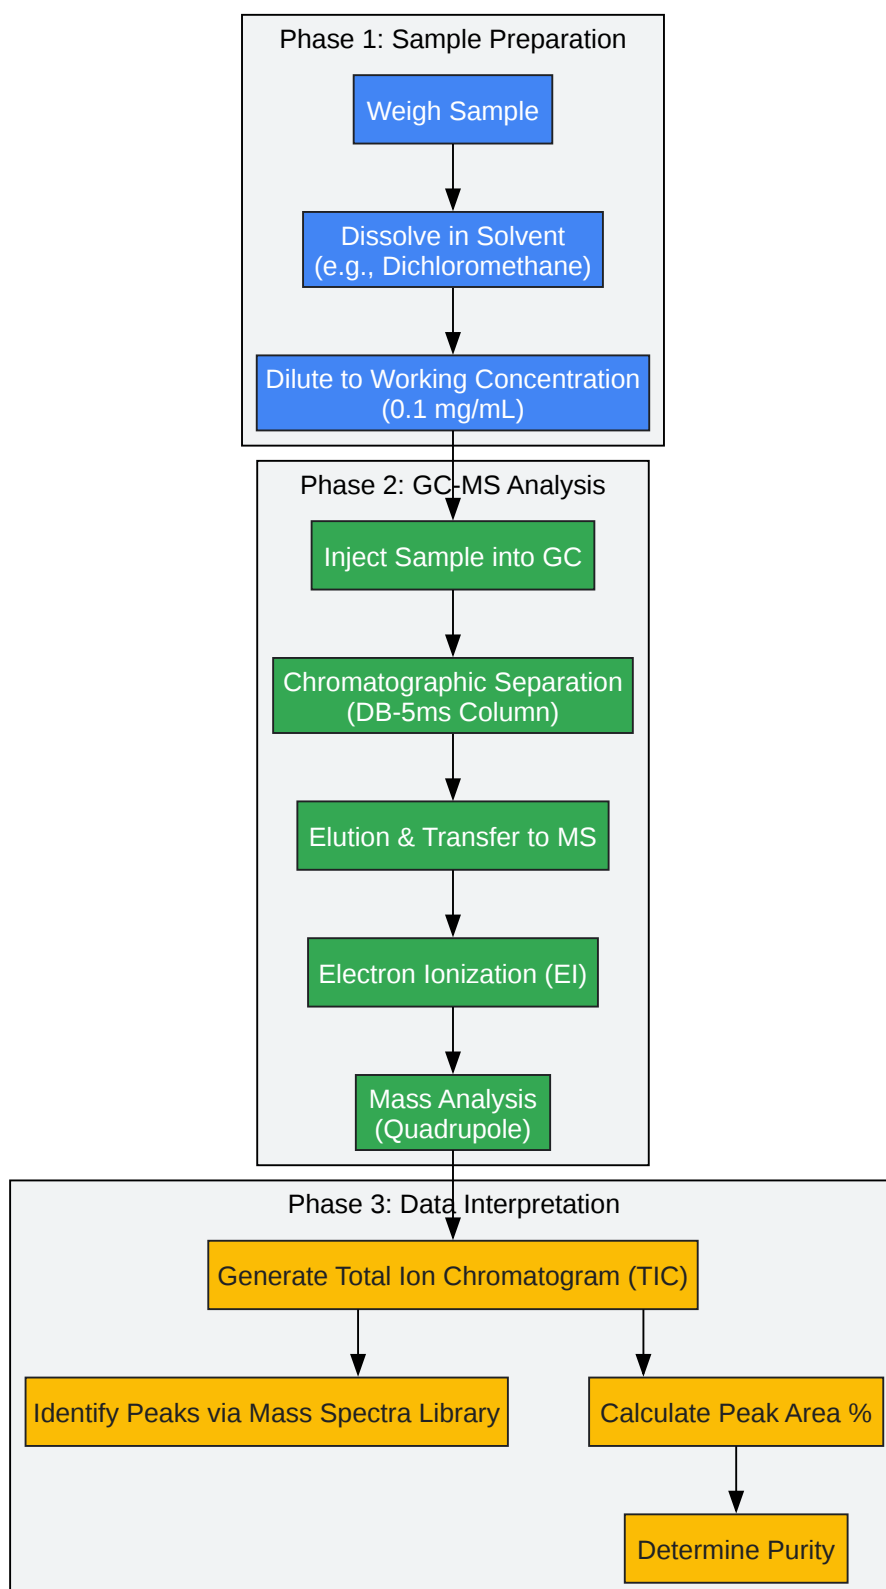 Phase 1: Sample Preparation
Weigh Sample
Dissolve in Solvent
(e.g., Dichloromethane)
Dilute to Working Concentration
(0.1 mg/mL)
Phase 2: GC-MS Analysis
Inject Sample into GC
Chromatographic Separation
(DB-5ms Column)
Elution & Transfer to MS
Electron Ionization (EI)
Mass Analysis
(Quadrupole)
Phase 3: Data Interpretation
Generate Total Ion Chromatogram (TIC)
Identify Peaks via Mass Spectra Library
Calculate Peak Area %
Determine Purity